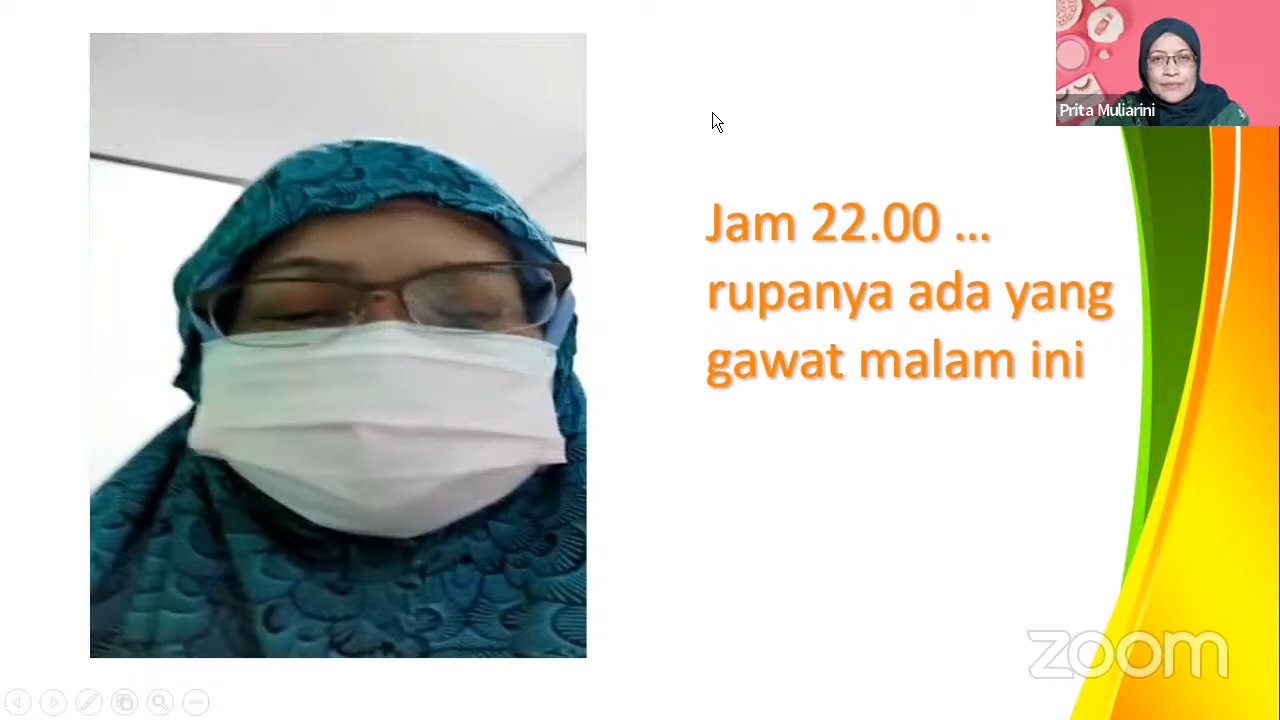 Prita Muliarini
Jam 22.00 ...
rupanya ada yang
gawat malam ini
zoom